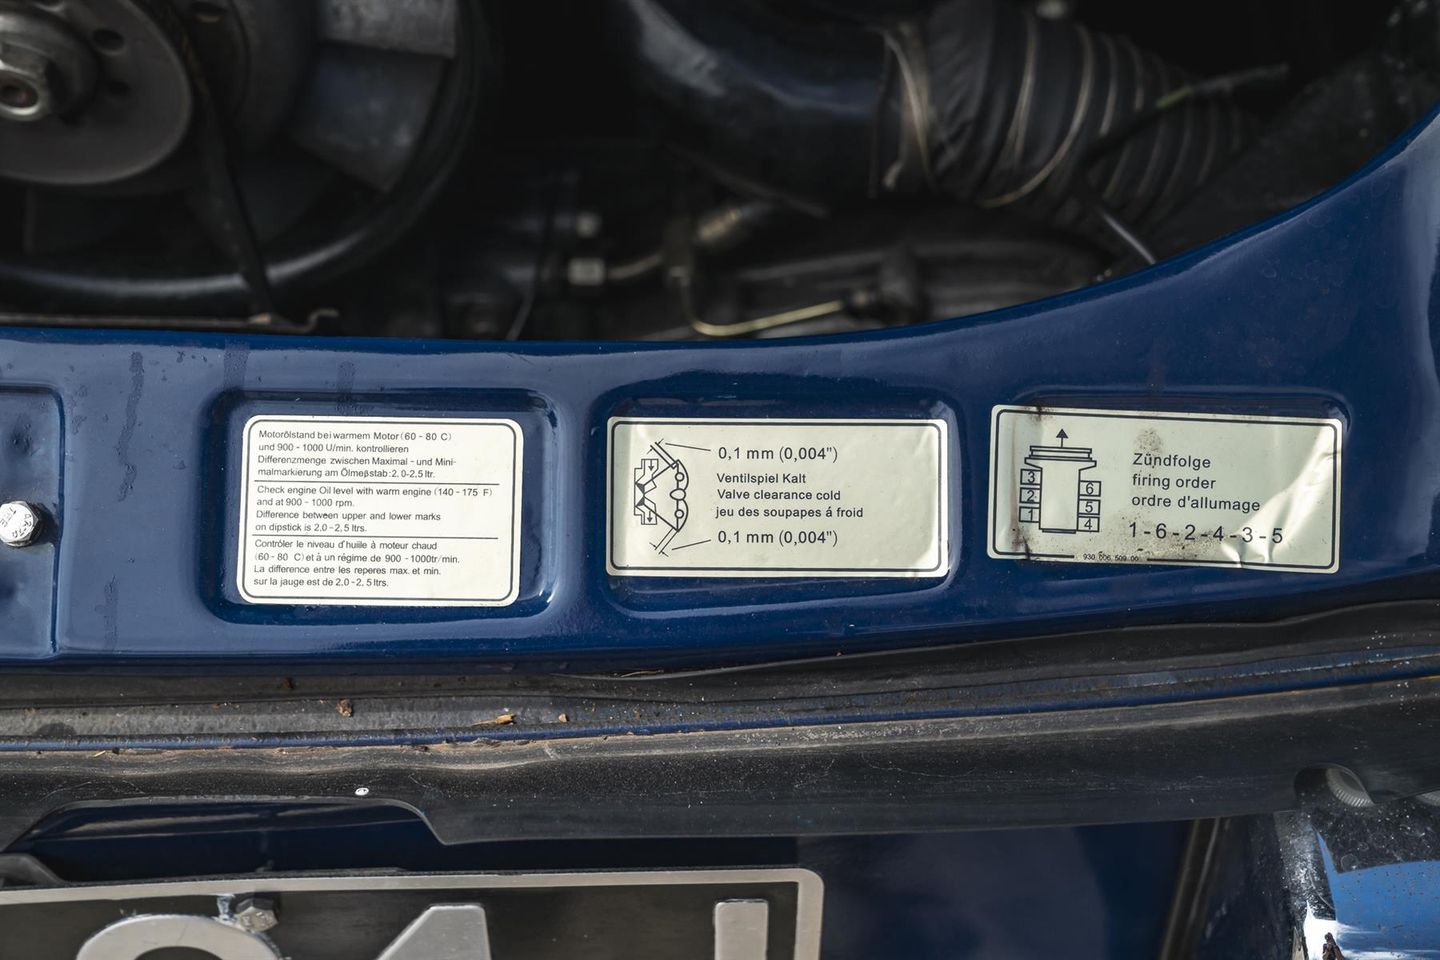 Motorölstand bei warmem Motor (60 - 80 C)
und 900 - 1000 U/min. kontrollieren
Differenzmenge zwischen Maximal - und Mini-
malmarkierung am Ölmeßstab: 2,0-2,5 ltr.
Check engine Oil level with warm engine (140 - 175 F)
and at 900 - 1000 rpm.
Difference between upper and lower marks
on dipstick is 2.0 - 2,5 ltrs.
Contrôler le niveau d'huiile à moteur chaud
(60-80 C) et à un régime de 900 - 1000tr/min.
La différence entre les reperes max. et min.
sur la jauge est de 2.0 - 2,5 ltrs.
0,1 mm (0,004")
Ventilspiel Kalt
Valve clearance cold
jeu des soupapes á froid
0,1 mm (0,004")
3
2
1
6
5
4
Zündfolge
firing order
ordre d'allumage
1-6-2-4-3-5
930.006.509.00